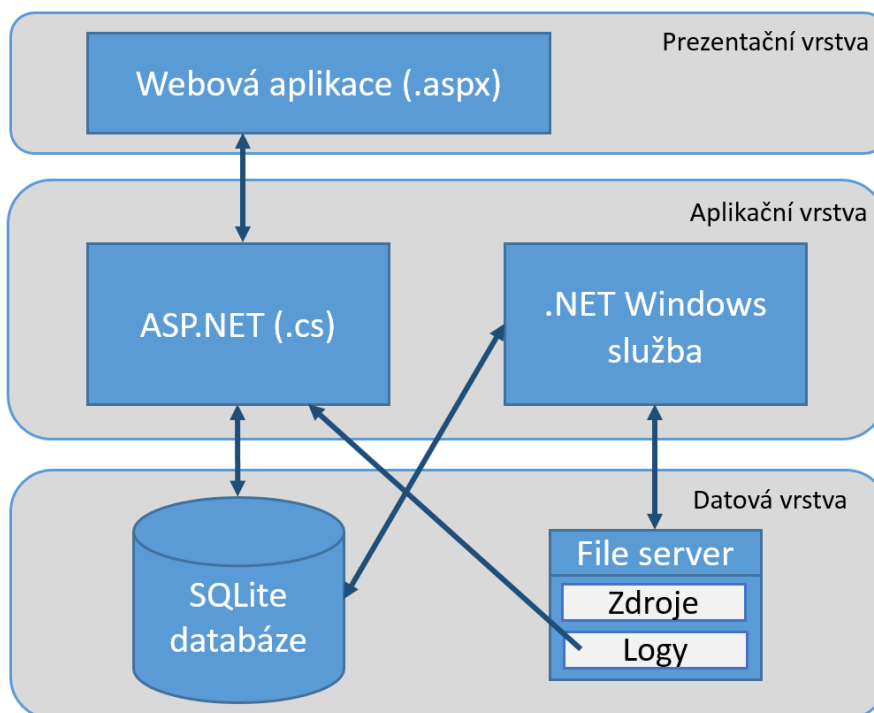 Prezentační vrstva
Webová aplikace (.aspx)
Aplikační vrstva
ASP.NET (.cs)
.NET Windows
služba
Datová vrstva
SQLite
databáze
File server
Zdroje
Logy